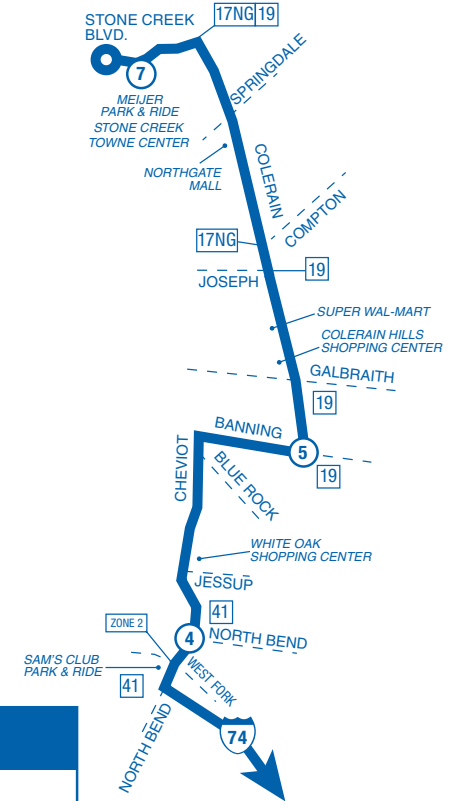 STONE CREEK
BLVD.
17NG 19
7
MEIJER
PARK & RIDE
STONE CREEK
TOWNE CENTER
SPRINGDALE
NORTHGATE
MALL
COLERAIN
COMPTON
17NG
JOSEPH
19
SUPER WAL-MART
COLERAIN HILLS
SHOPPING CENTER
GALBRAITH
19
BANNING
5
19
CHEVIOT
BLUE ROCK
WHITE OAK
SHOPPING CENTER
JESSUP
41
ZONE 2
4
NORTH BEND
SAM'S CLUB
PARK & RIDE
WEST FORK
41
NORTH BEND
74